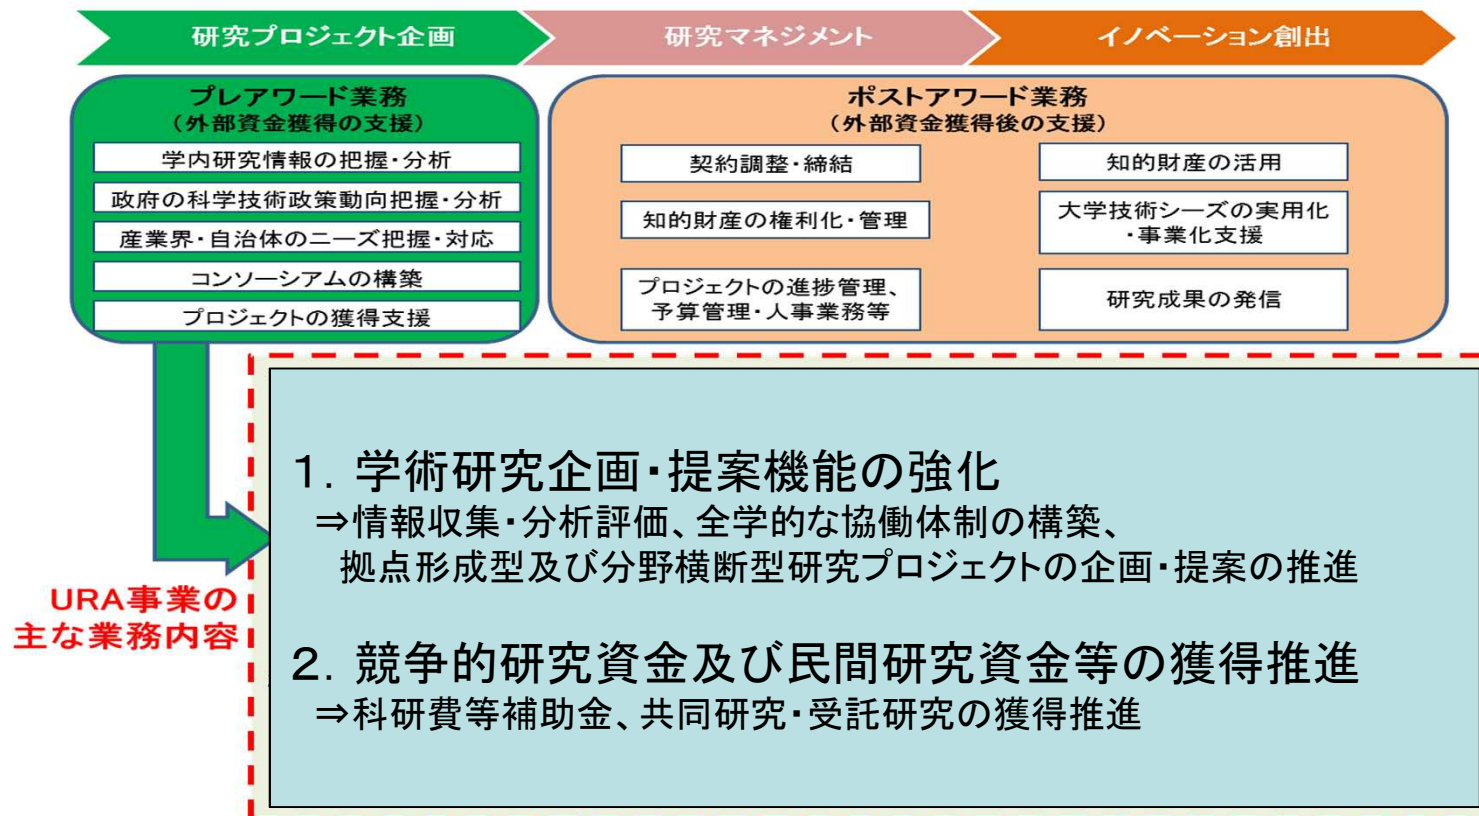 研究プロジェクト企画
研究マネジメント
イノベーション創出
プレアワード業務
（外部資金獲得の支援）
学内研究情報の把握・分析
政府の科学技術政策動向把握・分析
産業界・自治体のニーズ把握・対応
コンソーシアムの構築
プロジェクトの獲得支援
ポストアワード業務
（外部資金獲得後の支援）
契約調整・締結
知的財産の権利化・管理
プロジェクトの進捗管理、
予算管理・人事業務等
知的財産の活用
大学技術シーズの実用化
・事業化支援
研究成果の発信
URA事業の
主な業務内容
１．学術研究企画・提案機能の強化
⇒情報収集・分析評価、全学的な協働体制の構築、
拠点形成型及び分野横断型研究プロジェクトの企画・提案の推進
２．競争的研究資金及び民間研究資金等の獲得推進
⇒科研費等補助金、共同研究・受託研究の獲得推進